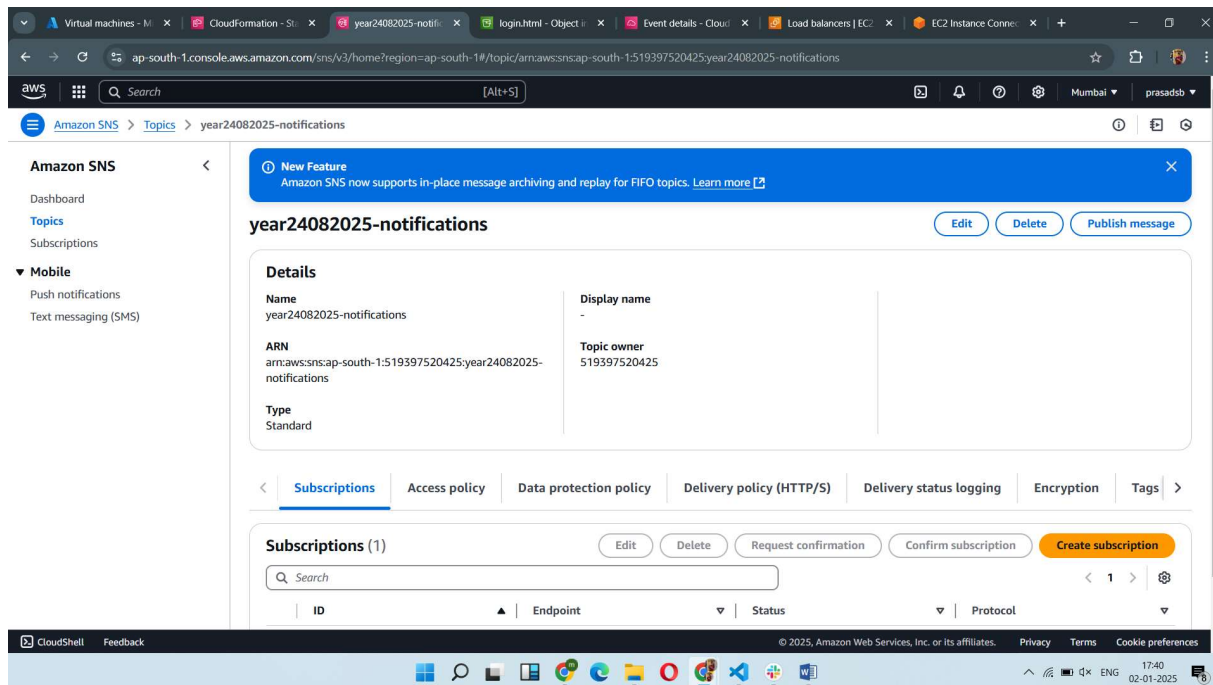 Virtual machines - Mi
CloudFormation - Sta
year24082025-notific
login.html - Object in
Event details - Cloud
Load balancers | EC2
EC2 Instance Connec
ap-south-1.console.aws.amazon.com/sns/v3/home?region=ap-south-1#/topic/arn:aws:sns:ap-south-1:519397520425:year24082025-notifications
aws
Search [Alt+S]
Mumbai
prasadsb
Amazon SNS > Topics > year24082025-notifications
Amazon SNS
Dashboard
Topics
Subscriptions
Mobile
Push notifications
Text messaging (SMS)
New Feature
Amazon SNS now supports in-place message archiving and replay for FIFO topics. Learn more
year24082025-notifications
Edit
Delete
Publish message
Details
Name
year24082025-notifications
ARN
arn:aws:sns:ap-south-1:519397520425:year24082025-
notifications
Type
Standard
Display name
-
Topic owner
519397520425
Subscriptions
Access policy
Data protection policy
Delivery policy (HTTP/S)
Delivery status logging
Encryption
Tags
Subscriptions (1)
Edit
Delete
Request confirmation
Confirm subscription
Create subscription
Search
1
ID
Endpoint
Status
Protocol
CloudShell
Feedback
© 2025, Amazon Web Services, Inc. or its affiliates.
Privacy
Terms
Cookie preferences
ENG
17:40
02-01-2025
8